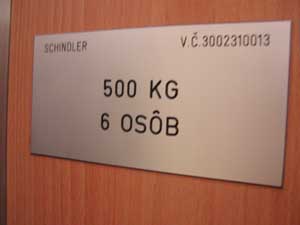 SCHINDLER V.Č.3002310013
500 KG
6 OSÔB